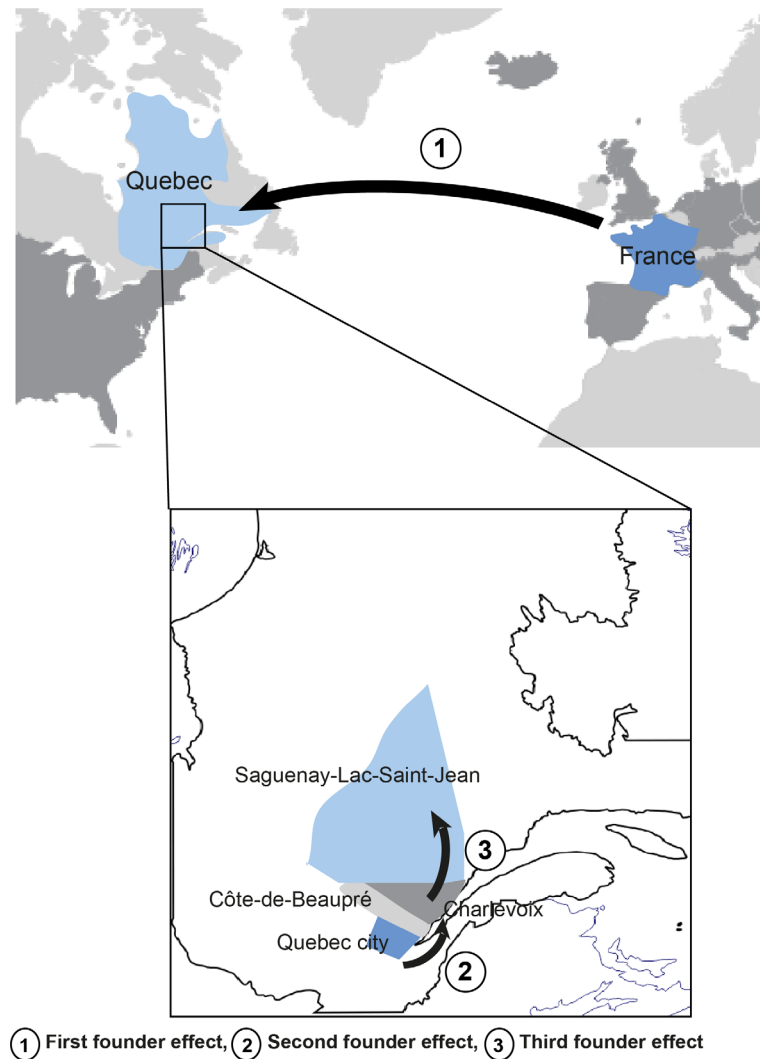 1
Quebec
France
Saguenay-Lac-Saint-Jean
3
Côte-de-Beaupré
Charlevoix
Quebec city
2
1 First founder effect, 2 Second founder effect, 3 Third founder effect